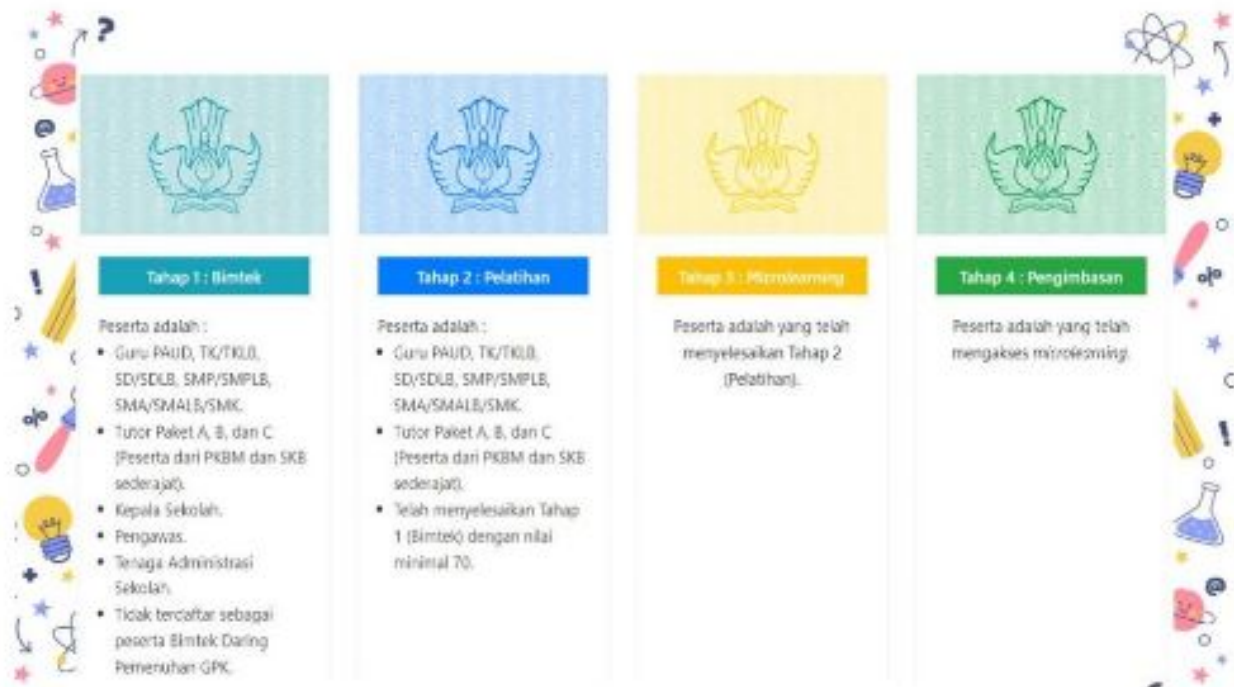 Tahap 1 : Bimtek
Peserta adalah :
• Guru PAUD, TK/TKLB,
SD/SDLB, SMP/SMPLB,
SMA/SMALB/SMK.
• Tutor Paket A, B, dan C
(Peserta dari PKBM dan SKB
sederajat).
• Kepala Sekolah.
• Pengawas.
• Tenaga Administrasi
Sekolah.
• Tidak terdaftar sebagai
peserta Bimtek Daring
Pemenuhan GPK.
Tahap 2 : Pelatihan
Peserta adalah :
• Guru PAUD, TK/TKLB,
SD/SDLB, SMP/SMPLB,
SMA/SMALB/SMK.
• Tutor Paket A, B, dan C
(Peserta dari PKBM dan SKB
sederajat).
• Telah menyelesaikan Tahap
1 (Bimtek) dengan nilai
minimal 70.
Tahap 3 : Microlearning
Peserta adalah yang telah
menyelesaikan Tahap 2
(Pelatihan).
Tahap 4 : Pengimbasan
Peserta adalah yang telah
mengakses microlearning.